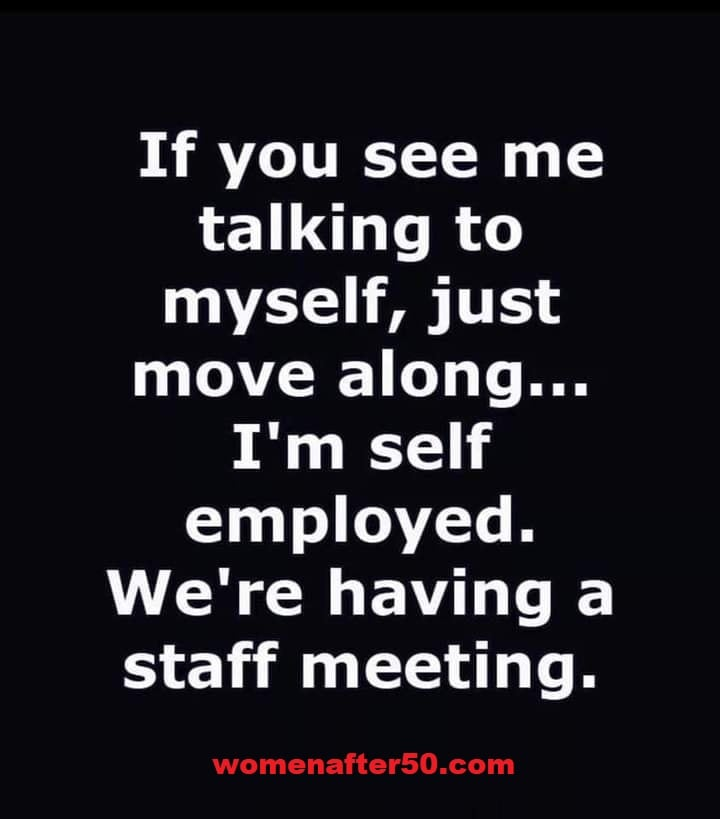 If you see me
talking to
myself, just
move along...
I'm self
employed.
We're having a
staff meeting.
womenafter50.com